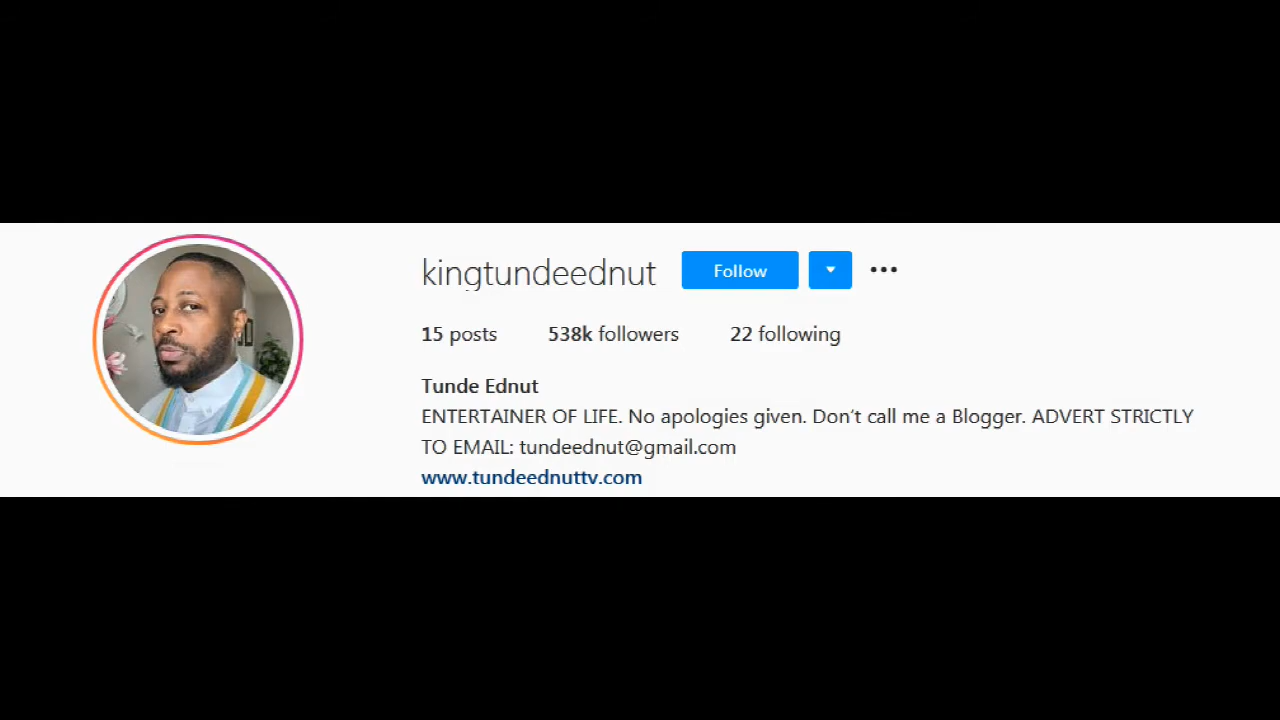 kingtundeednut Follow
15 posts 538k followers 22 following
Tunde Ednut
ENTERTAINER OF LIFE. No apologies given. Don't call me a Blogger. ADVERT STRICTLY
TO EMAIL: tundeednut@gmail.com
www.tundeednuttv.com